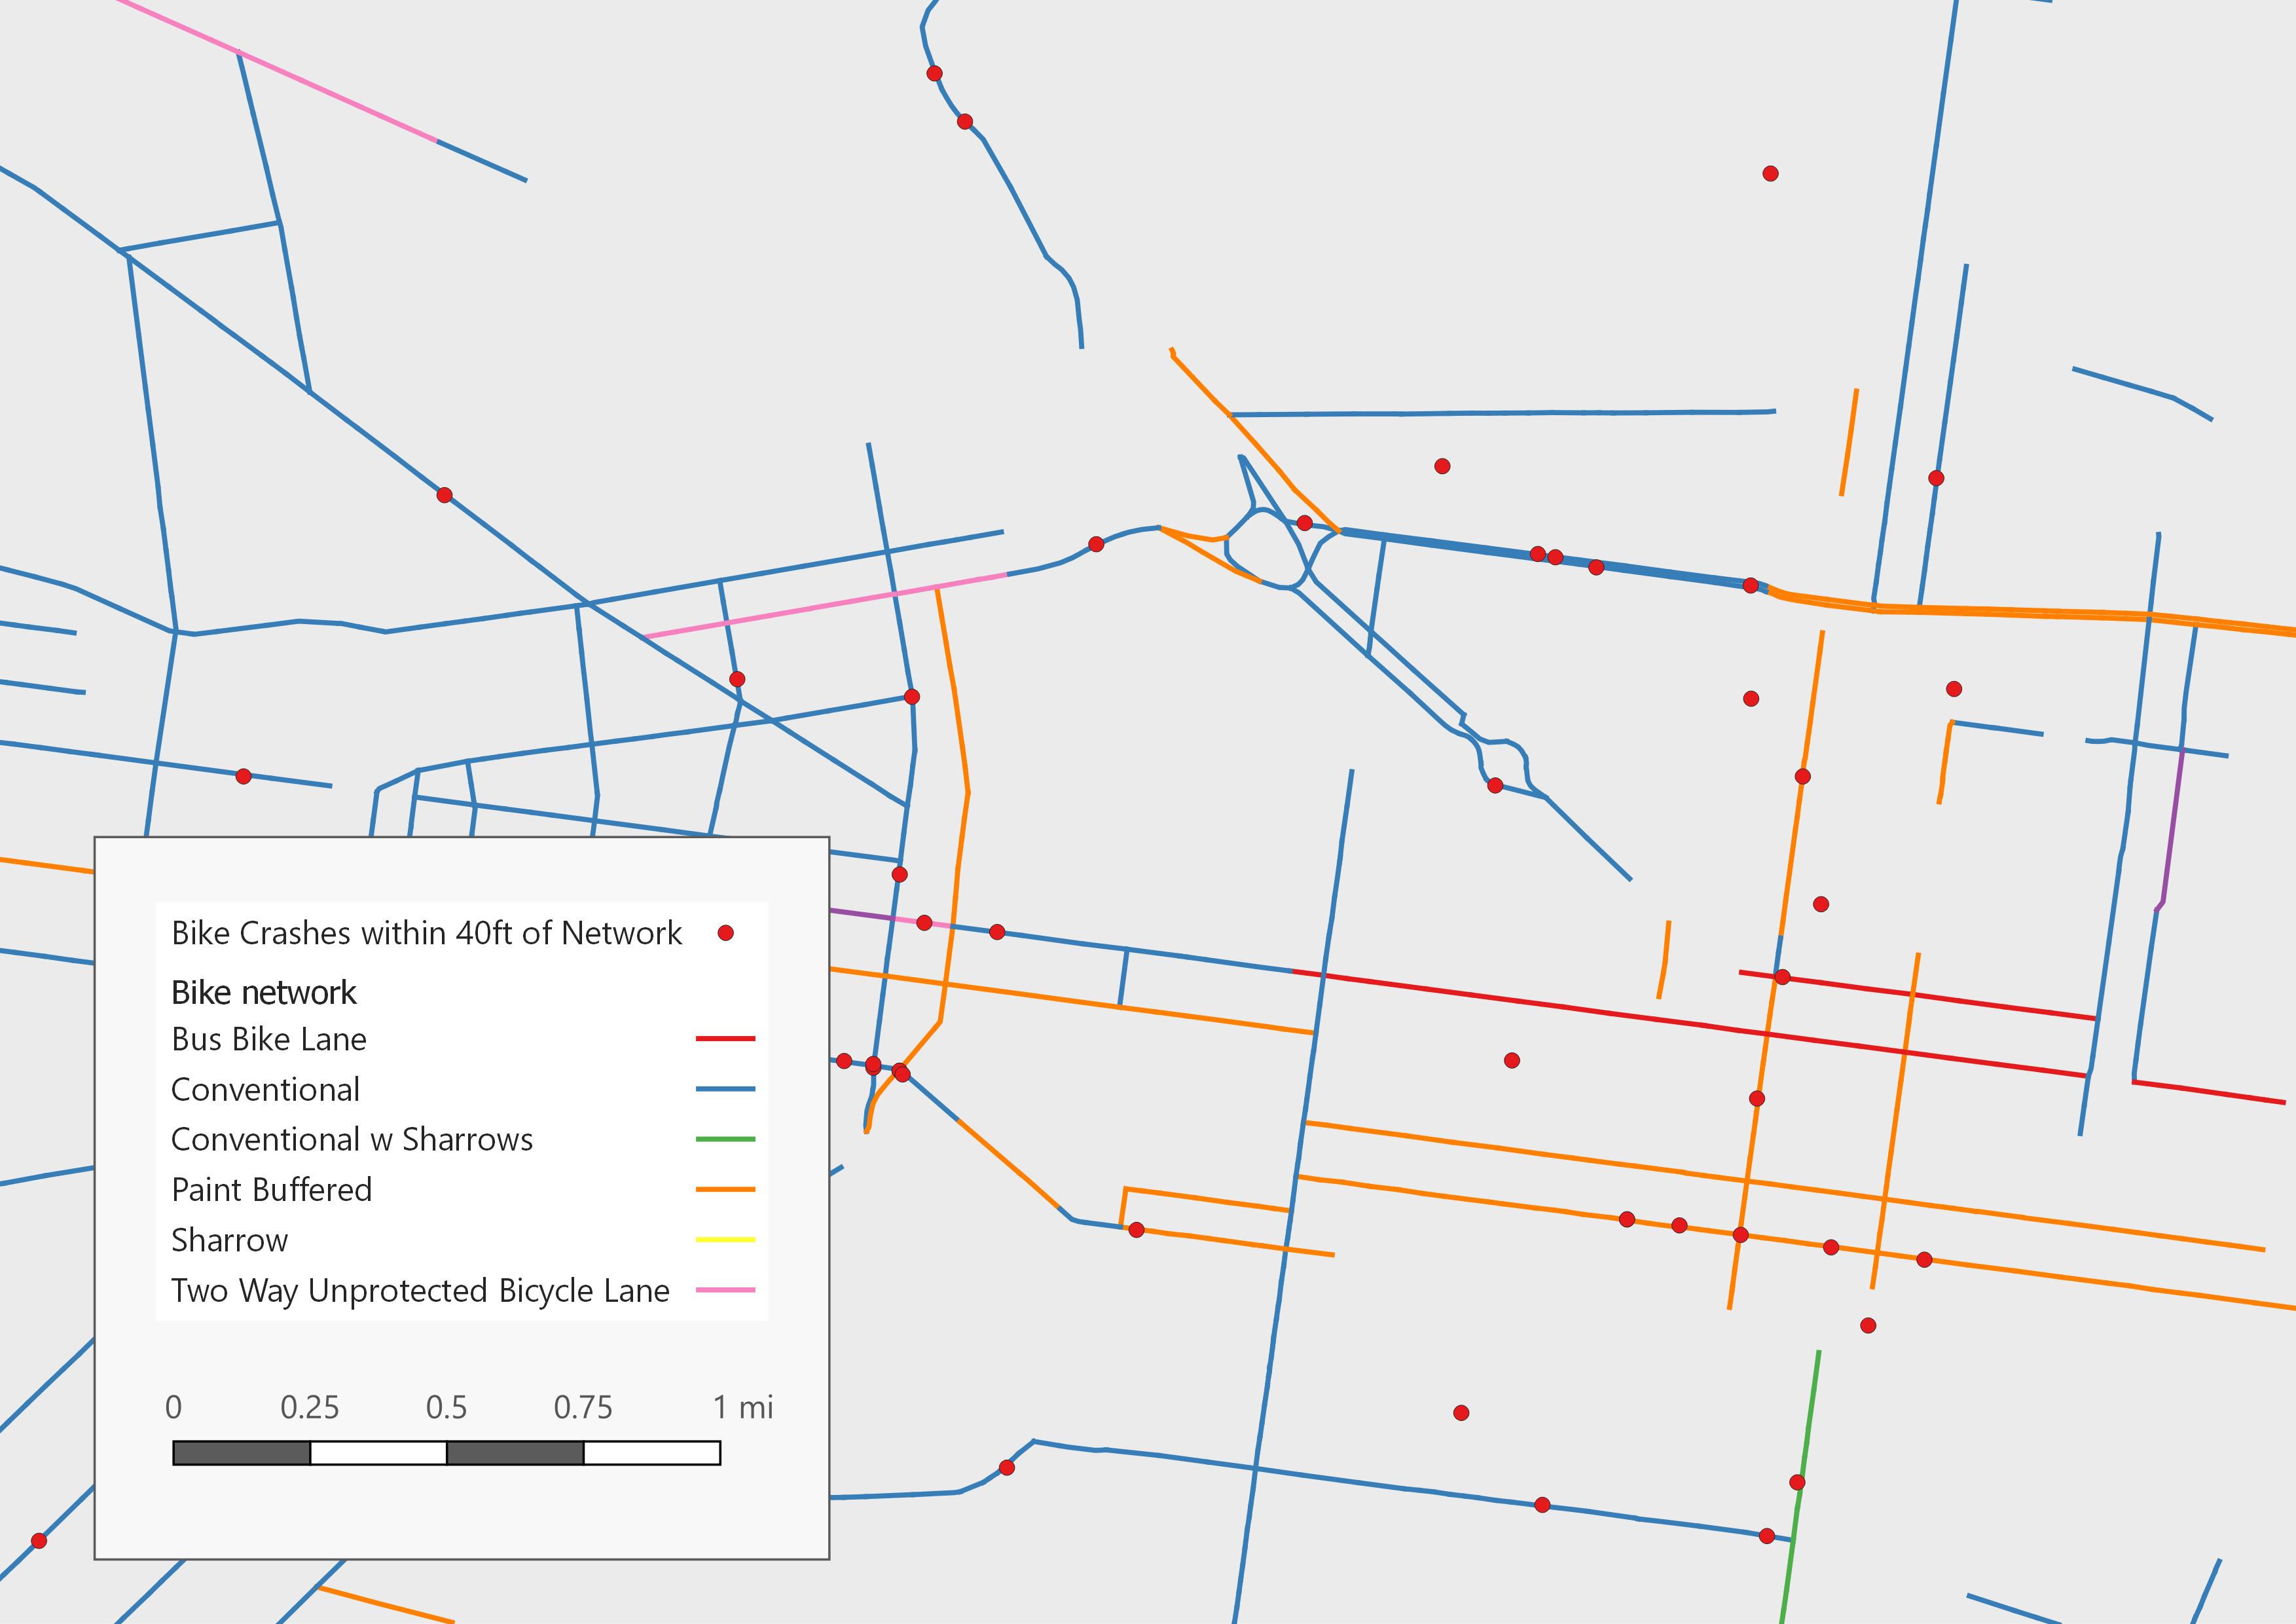 Bike Crashes within 40ft of Network
Bike network
Bus Bike Lane
Conventional
Conventional w Sharrows
Paint Buffered
Sharrow
Two Way Unprotected Bicycle Lane
0 0.25 0.5 0.75 1 mi